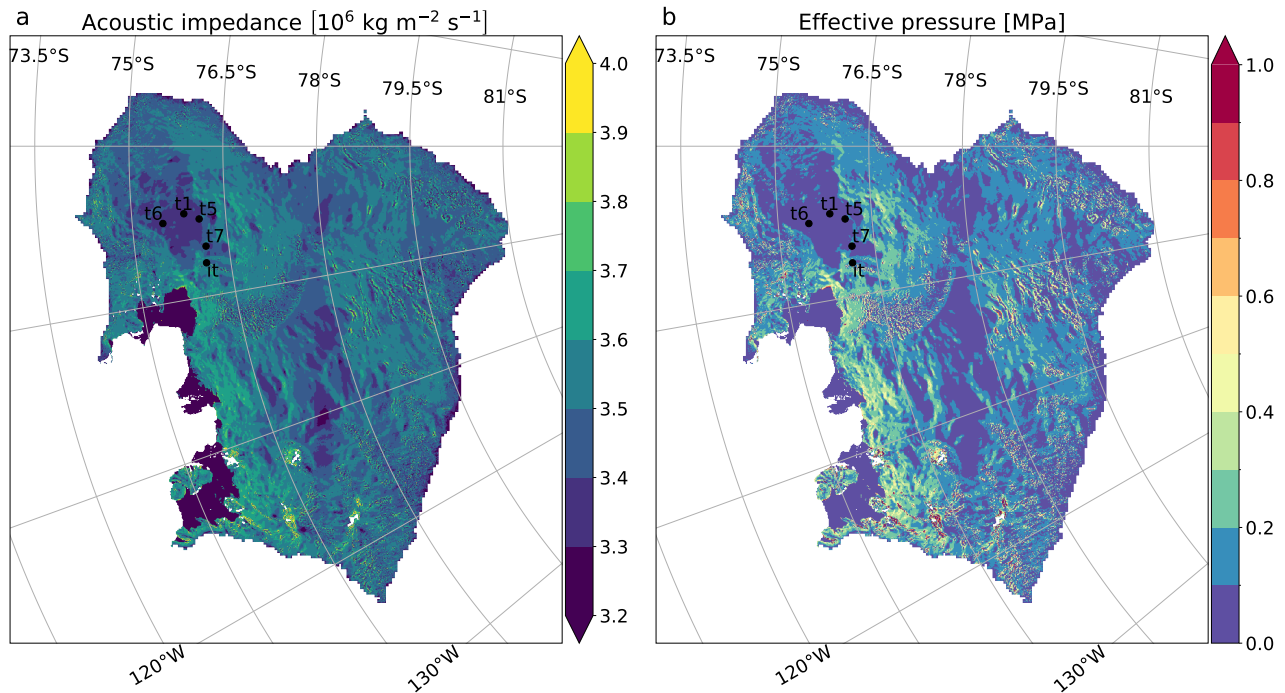 a
Acoustic impedance [10⁶ kg m⁻² s⁻¹]
73.5°S
75°S
76.5°S
78°S
79.5°S
81°S
t6
t1
t5
t7
it
120°W
130°W
4.0
3.9
3.8
3.7
3.6
3.5
3.4
3.3
3.2
b
Effective pressure [MPa]
73.5°S
75°S
76.5°S
78°S
79.5°S
81°S
t6
t1
t5
t7
it
120°W
130°W
1.0
0.8
0.6
0.4
0.2
0.0